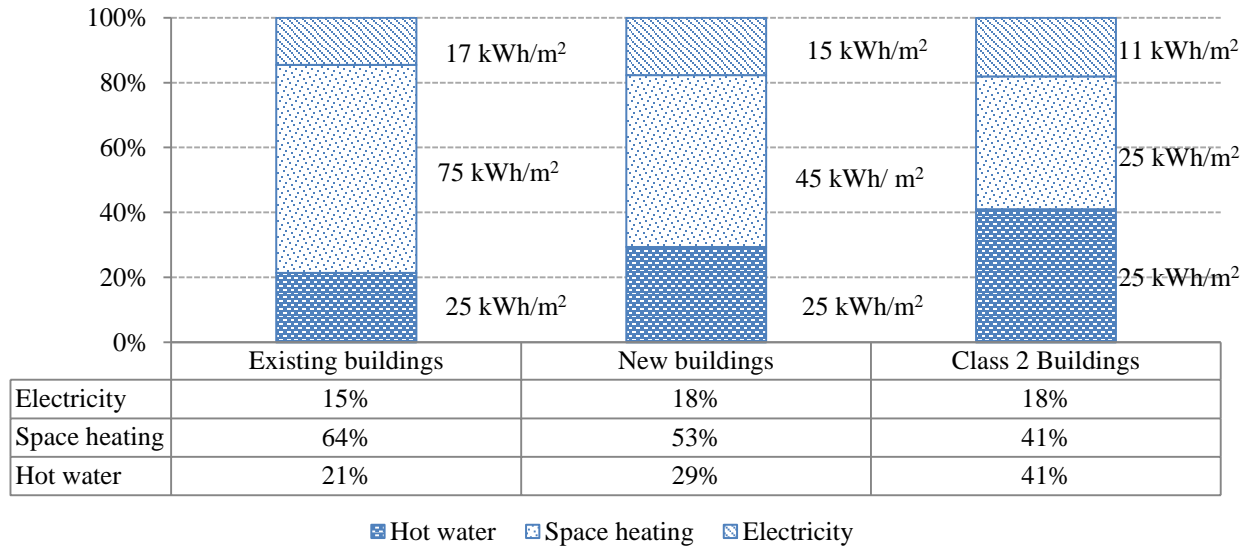 100%
80%
60%
40%
20%
0%
17 kWh/m²
15 kWh/m²
11 kWh/m²
75 kWh/m²
45 kWh/ m²
25 kWh/m²
25 kWh/m²
25 kWh/m²
25 kWh/m²
Existing buildings New buildings Class 2 Buildings
Electricity 15% 18% 18%
Space heating 64% 53% 41%
Hot water 21% 29% 41%
Hot water Space heating Electricity